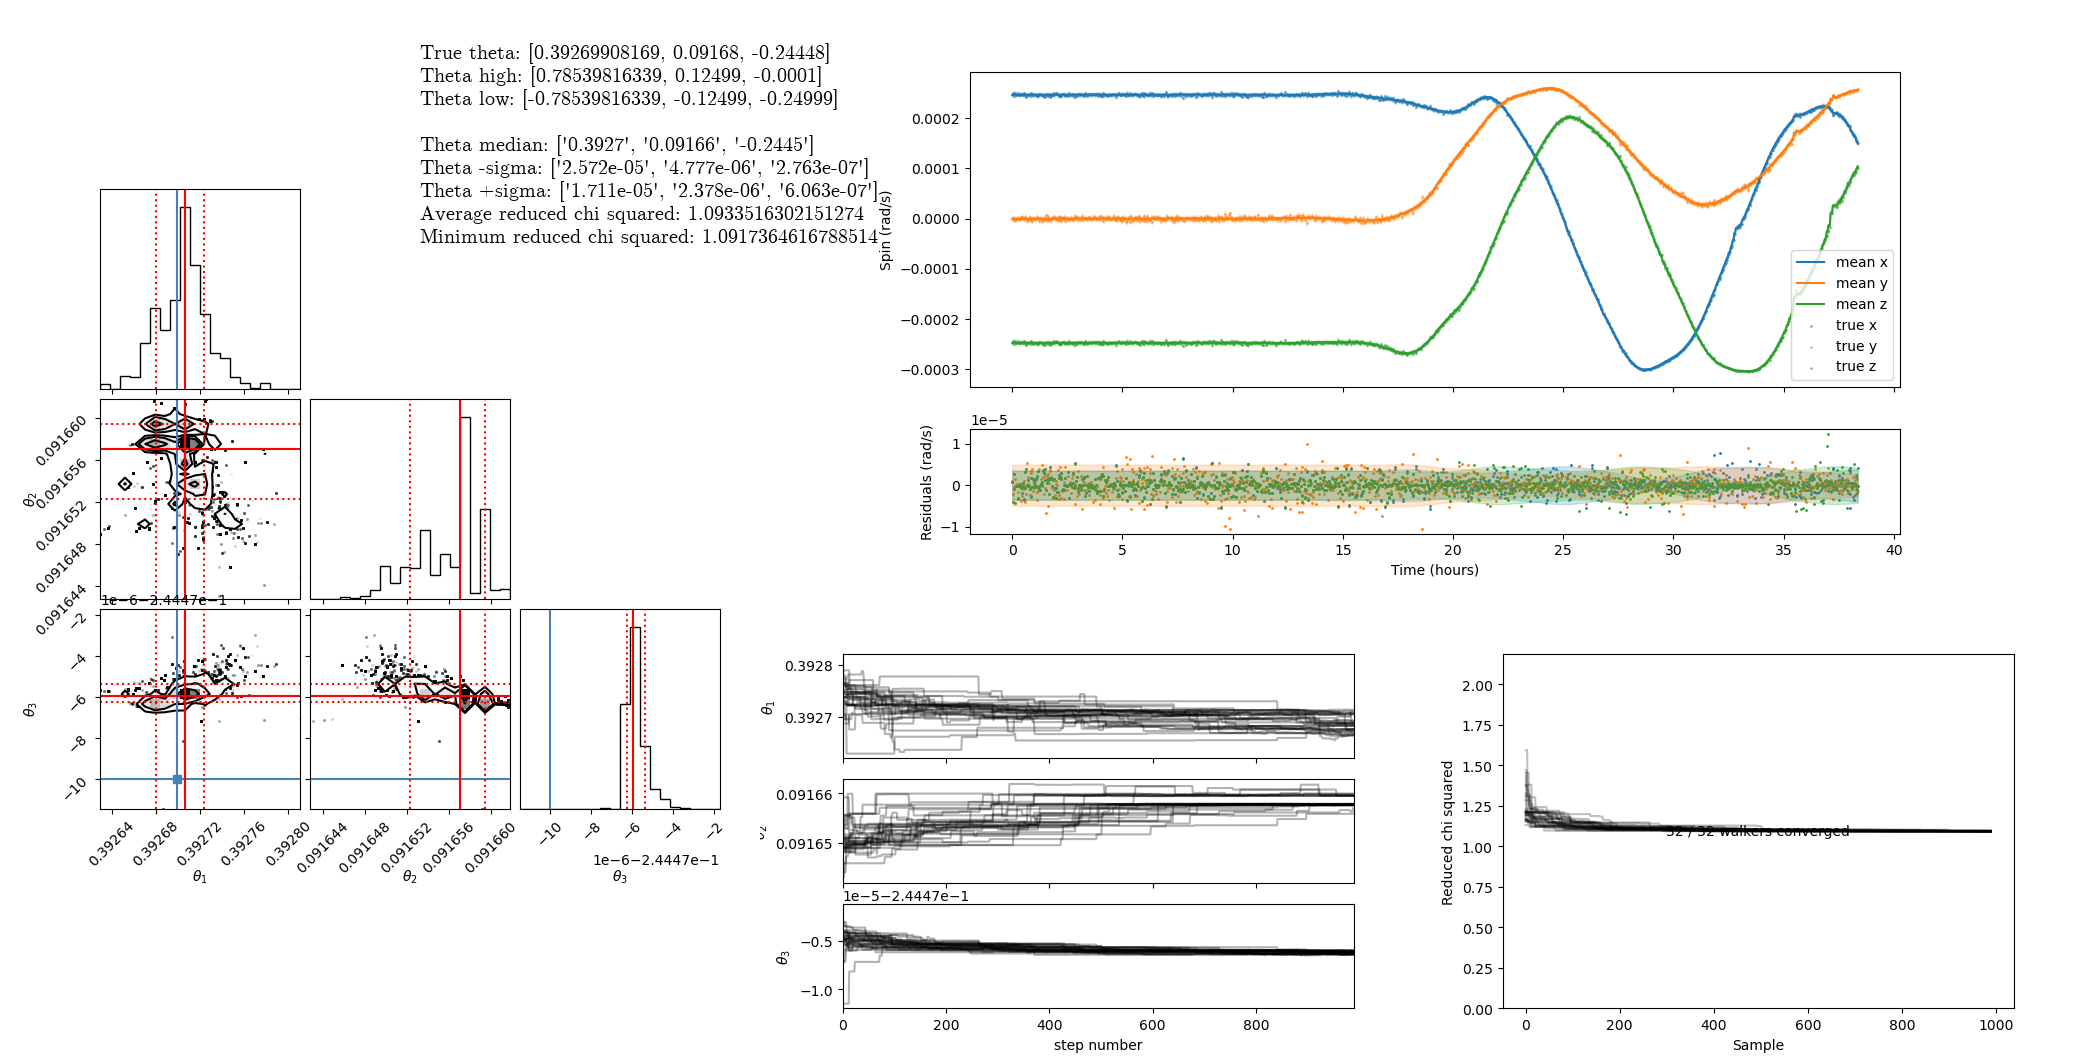 True theta: [0.39269908169, 0.09168, -0.24448]
Theta high: [0.78539816339, 0.12499, -0.0001]
Theta low: [-0.78539816339, -0.12499, -0.24999]
Theta median: ['0.3927', '0.09166', '-0.2445']
Theta -sigma: ['2.572e-05', '4.777e-06', '2.763e-07']
Theta +sigma: ['1.711e-05', '2.378e-06', '6.063e-07']
Average reduced chi squared: 1.0933516302151274
Minimum reduced chi squared: 1.0917364616788514
Spin (rad/s)
0.0002
0.0001
0.0000
−0.0001
−0.0002
−0.0003
mean x
mean y
mean z
true x
true y
true z
1e−5
Residuals (rad/s)
1
0
−1
0 5 10 15 20 25 30 35 40
Time (hours)
θ2
0.091660
0.091656
0.091652
0.091648
0.091644
1e−6−2.4447e−1
θ3
−2
−4
−6
−8
−10
0.39264 0.39268 0.39272 0.39276 0.39280
θ1
0.091644 0.091648 0.091652 0.091656 0.091660
θ2
−10 −8 −6 −4 −2
1e−6−2.4447e−1
θ3
θ1
0.3928
0.3927
0.09166
0.09165
1e−5−2.4447e−1
θ3
−0.5
−1.0
0 200 400 600 800
step number
Reduced chi squared
2.00
1.75
1.50
1.25
1.00
0.75
0.50
0.25
0.00
32 / 32 walkers converged
0 200 400 600 800 1000
Sample